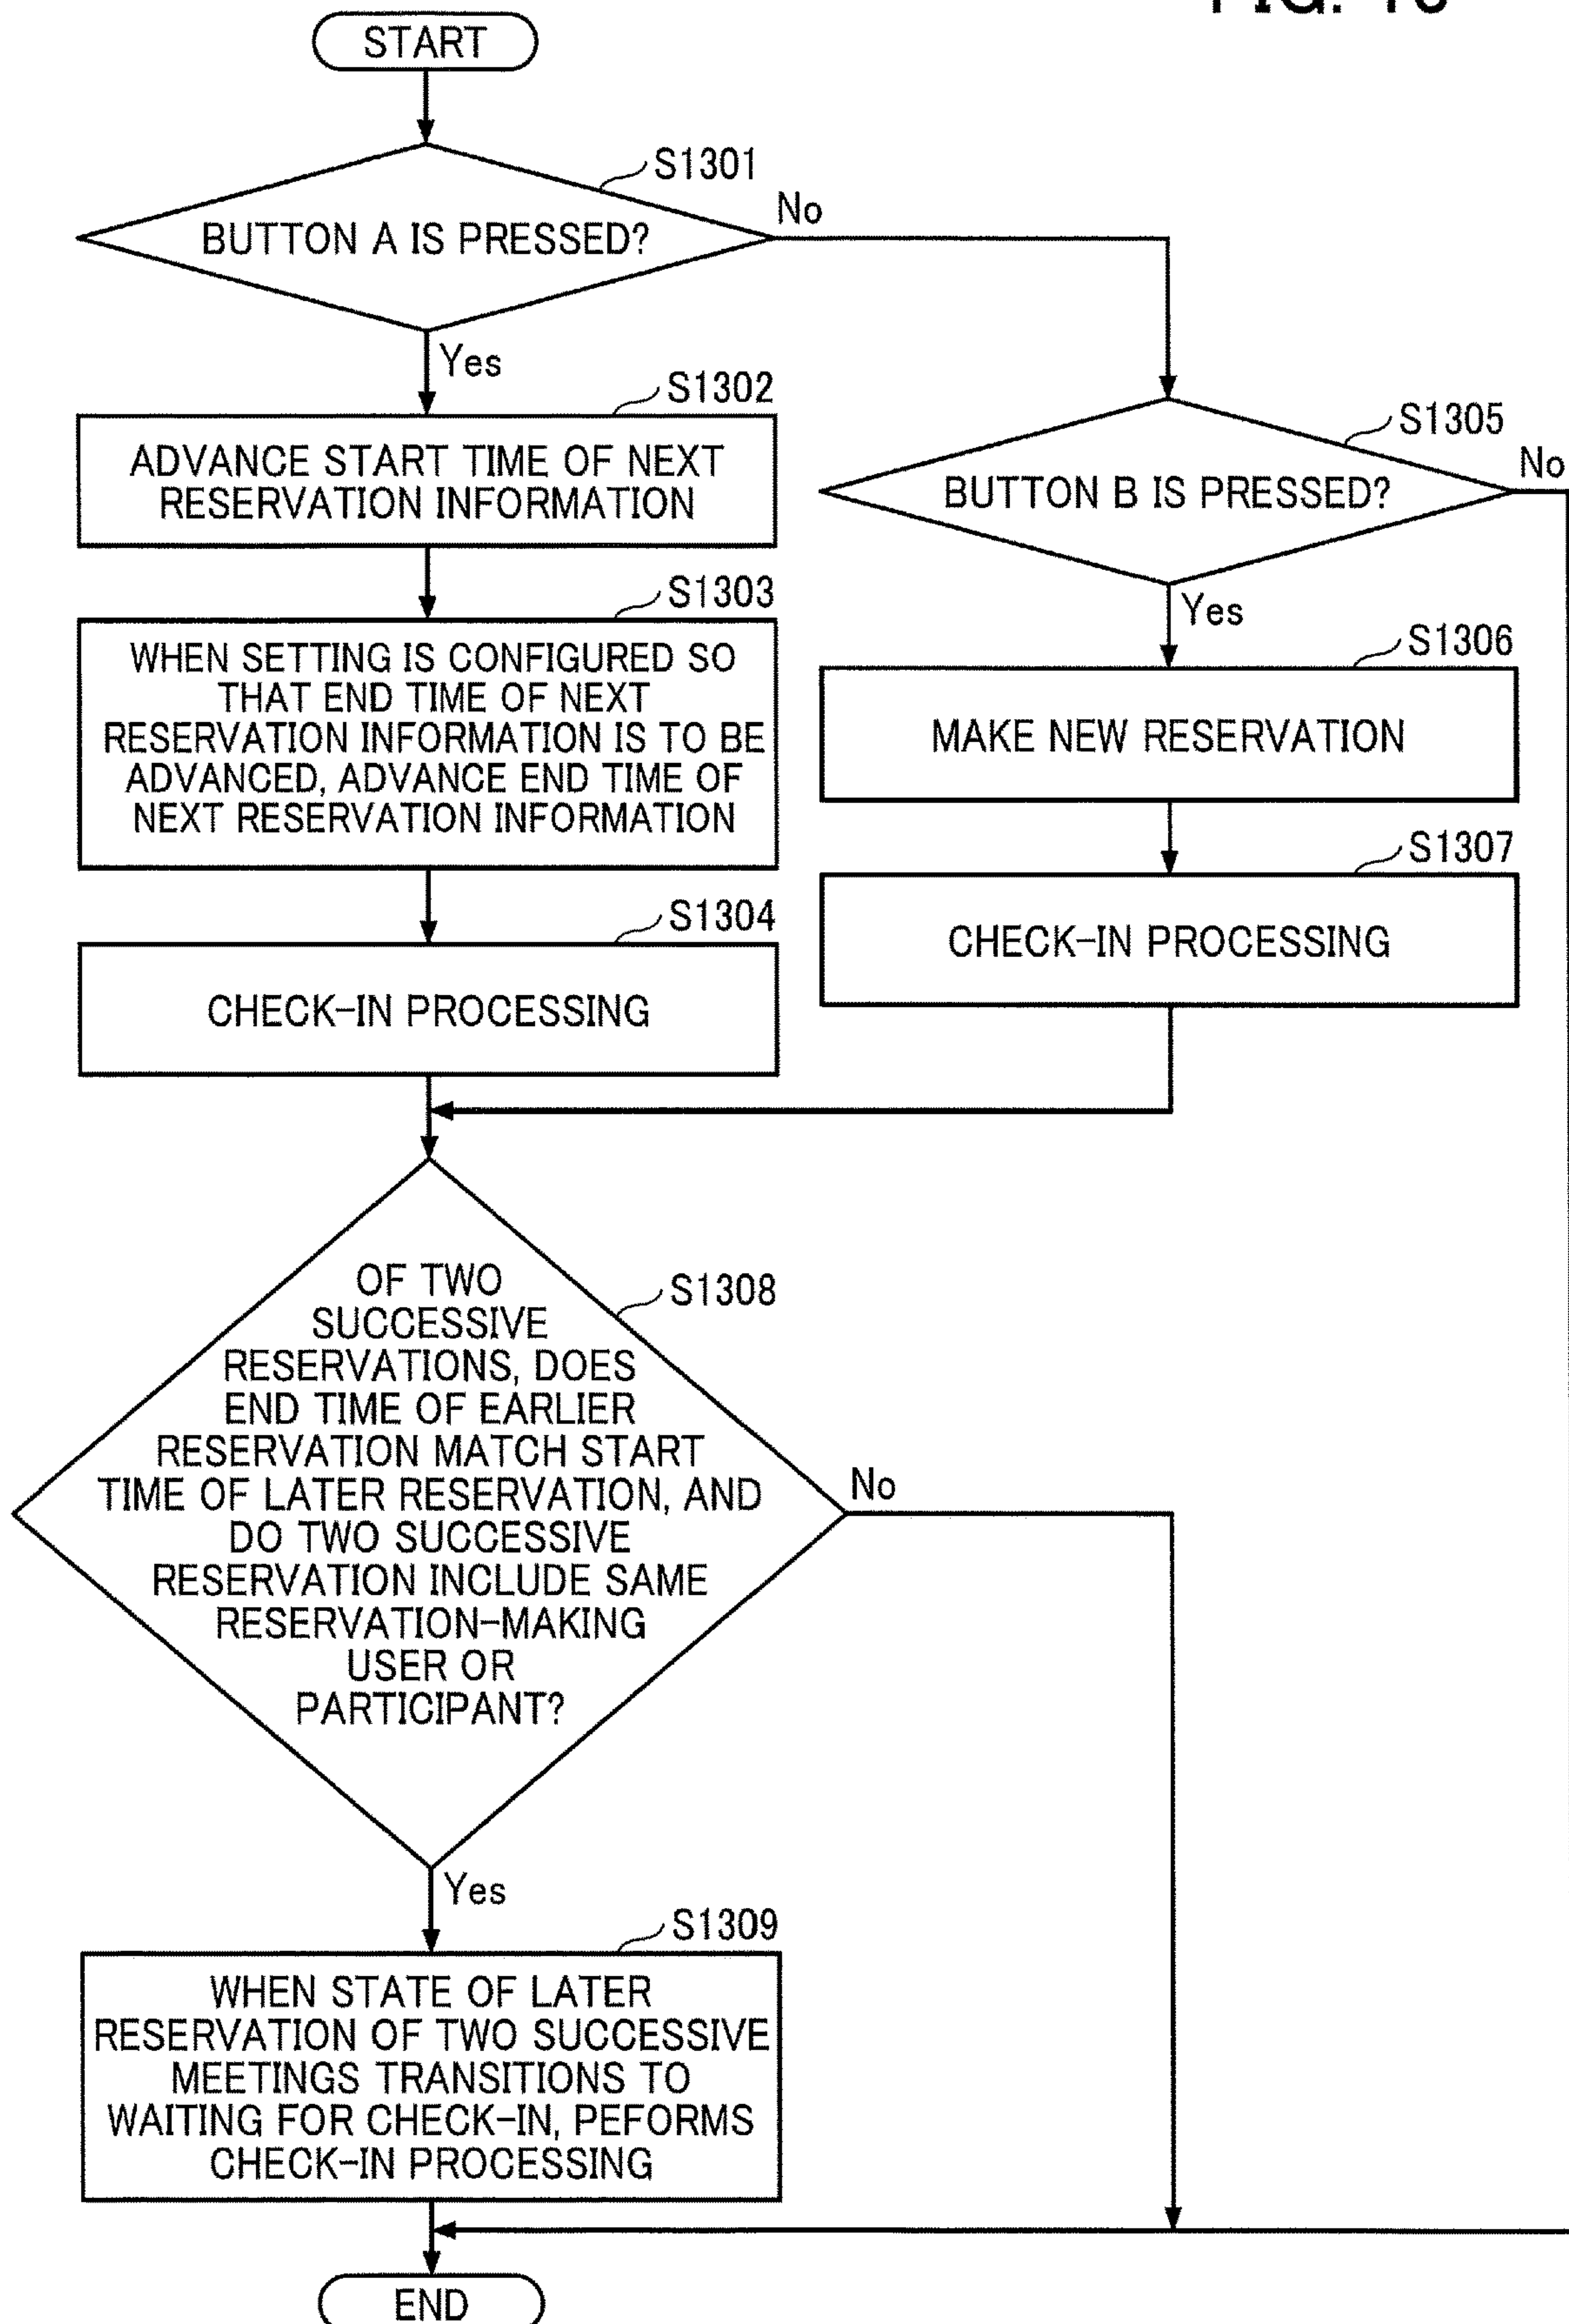 START
S1301
No
BUTTON A IS PRESSED?
Yes
S1302
ADVANCE START TIME OF NEXT
RESERVATION INFORMATION
S1305
No
BUTTON B IS PRESSED?
Yes
S1303
WHEN SETTING IS CONFIGURED SO
THAT END TIME OF NEXT
RESERVATION INFORMATION IS TO BE
ADVANCED, ADVANCE END TIME OF
NEXT RESERVATION INFORMATION
S1306
MAKE NEW RESERVATION
S1304
CHECK-IN PROCESSING
S1307
CHECK-IN PROCESSING
S1308
OF TWO
SUCCESSIVE
RESERVATIONS, DOES
END TIME OF EARLIER
RESERVATION MATCH START
TIME OF LATER RESERVATION, AND
DO TWO SUCCESSIVE
RESERVATION INCLUDE SAME
RESERVATION-MAKING
USER OR
PARTICIPANT?
No
Yes
S1309
WHEN STATE OF LATER
RESERVATION OF TWO SUCCESSIVE
MEETINGS TRANSITIONS TO
WAITING FOR CHECK-IN, PEFORMS
CHECK-IN PROCESSING
END